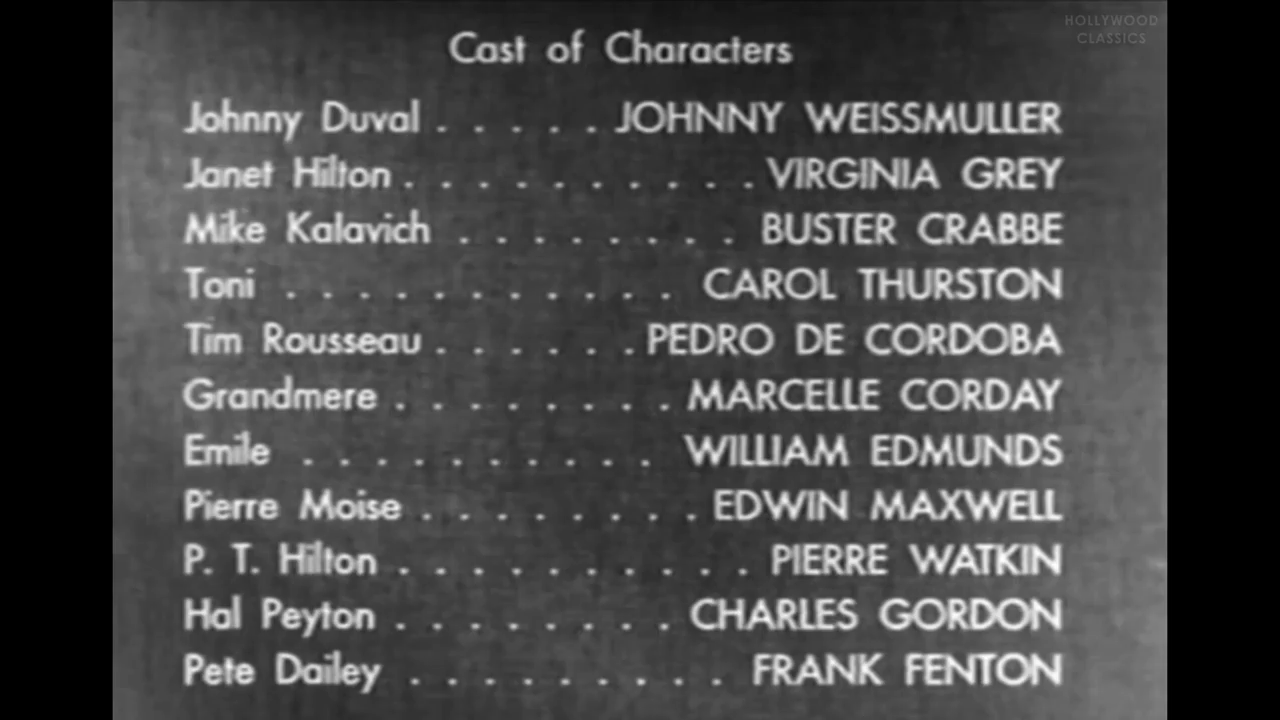 HOLLYWOOD
CLASSICS
Cast of Characters
Johnny Duval . . . . . JOHNNY WEISSMULLER
Janet Hilton . . . . . . . . . . VIRGINIA GREY
Mike Kalavich . . . . . . . . BUSTER CRABBE
Toni . . . . . . . . . . . CAROL THURSTON
Tim Rousseau . . . . . . PEDRO DE CORDOBA
Grandmere . . . . . . . . MARCELLE CORDAY
Emile . . . . . . . . . . WILLIAM EDMUNDS
Pierre Moise . . . . . . . . EDWIN MAXWELL
P. T. Hilton . . . . . . . . . . PIERRE WATKIN
Hal Peyton . . . . . . . . CHARLES GORDON
Pete Dailey . . . . . . . . . FRANK FENTON